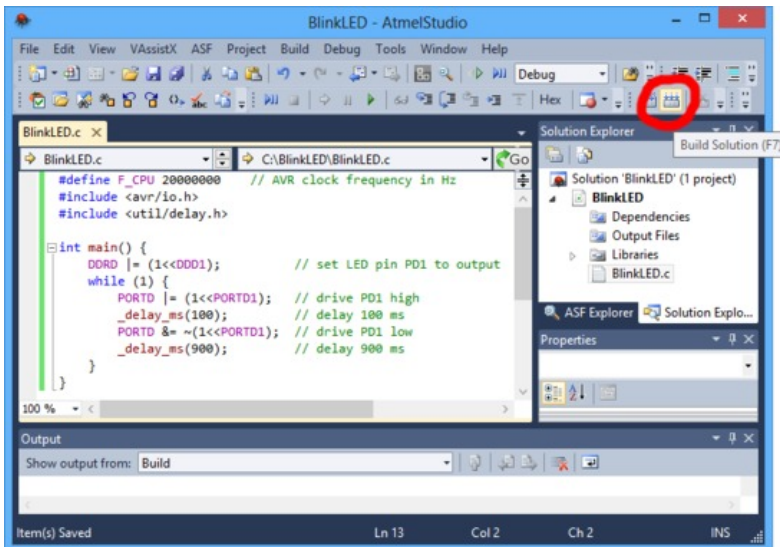 BlinkLED - AtmelStudio
File Edit View VAssistX ASF Project Build Debug Tools Window Help
Debug
Hex
BlinkLED.c
Solution Explorer
Build Solution (F7)
BlinkLED.c C:\BlinkLED\BlinkLED.c Go
#define F_CPU 20000000 // AVR clock frequency in Hz
#include <avr/io.h>
#include <util/delay.h>
int main() {
DDRD |= (1<<DDD1); // set LED pin PD1 to output
while (1) {
PORTD |= (1<<PORTD1); // drive PD1 high
_delay_ms(100); // delay 100 ms
PORTD &= ~(1<<PORTD1); // drive PD1 low
_delay_ms(900); // delay 900 ms
}
}
100 %
Solution 'BlinkLED' (1 project)
BlinkLED
Dependencies
Output Files
Libraries
BlinkLED.c
ASF Explorer Solution Explo...
Properties
Output
Show output from: Build
Item(s) Saved Ln 13 Col 2 Ch 2 INS